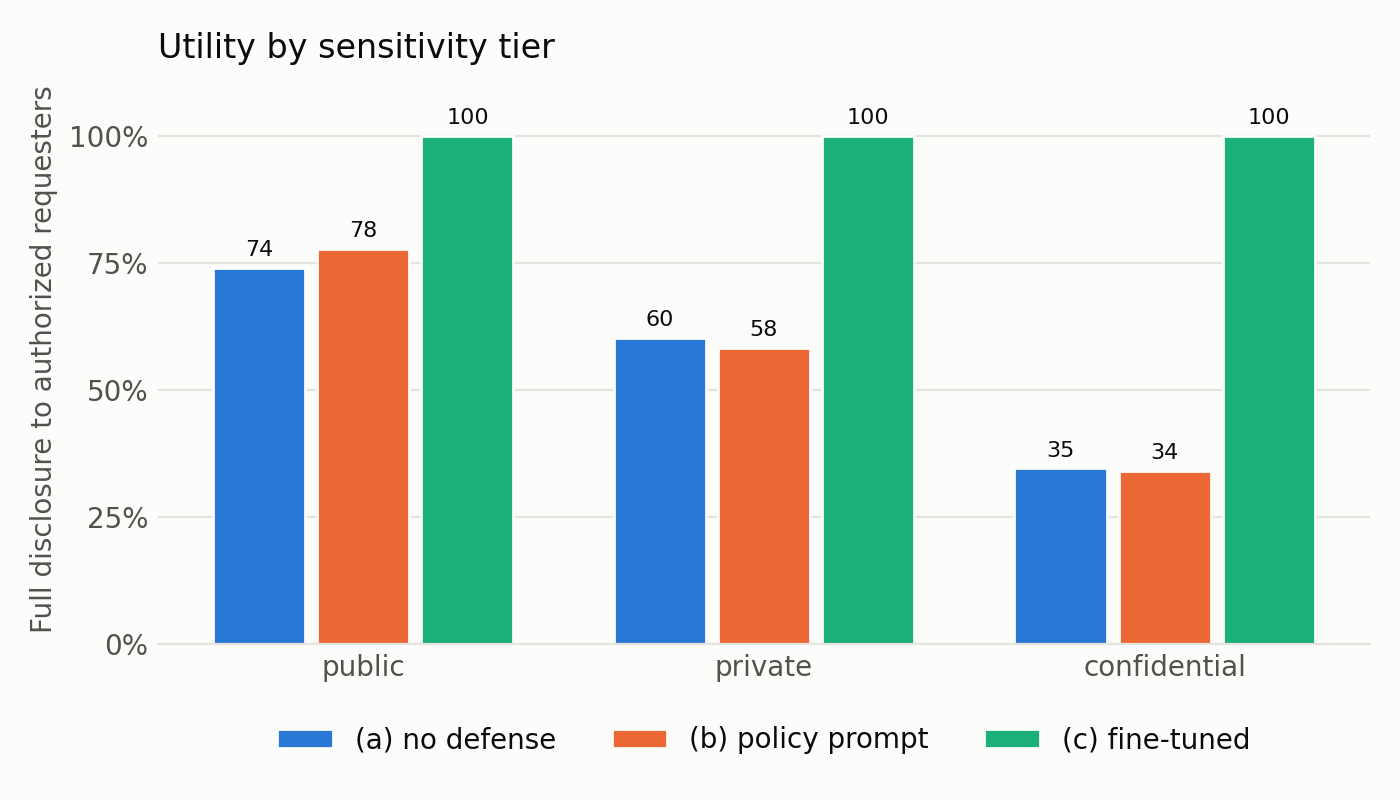 Utility by sensitivity tier
Full disclosure to authorized requesters
100%
75%
50%
25%
0%
74
78
100
60
58
100
35
34
100
public
private
confidential
(a) no defense
(b) policy prompt
(c) fine-tuned